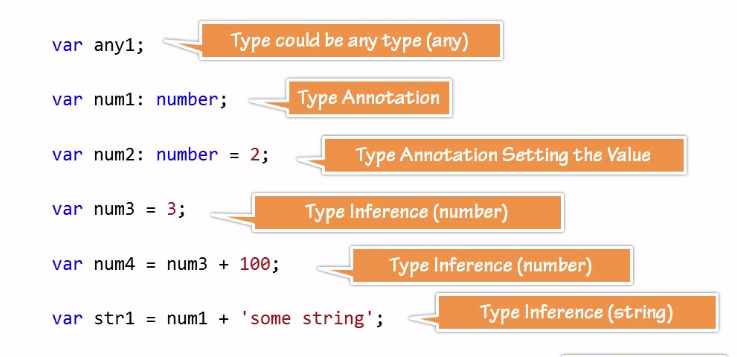 var any1; Type could be any type (any)
var num1: number; Type Annotation
var num2: number = 2; Type Annotation Setting the Value
var num3 = 3; Type Inference (number)
var num4 = num3 + 100; Type Inference (number)
var str1 = num1 + 'some string'; Type Inference (string)